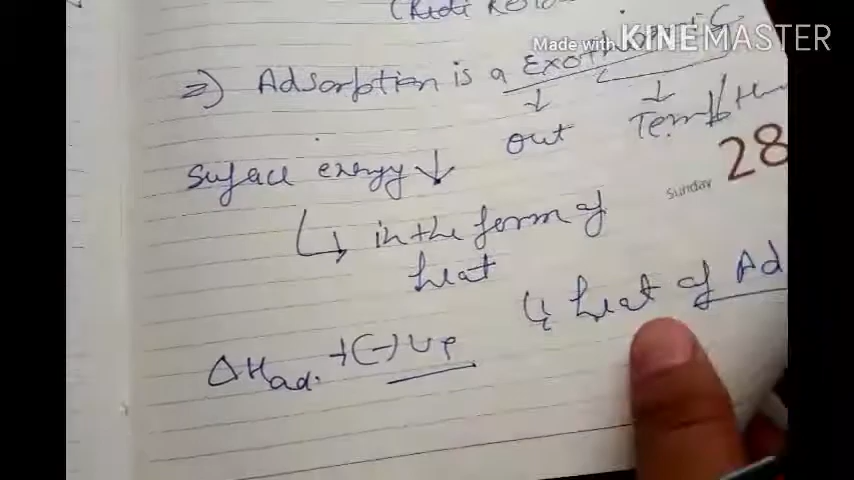 Made with KINEMASTER
⇒) Adsorption is a Exothermic
↓ out ↓ Temp/H
Surface energy ↓
Sunday 28
↳ in the form of
heat
↳ heat of Ad
ΔHad. → (-) ve